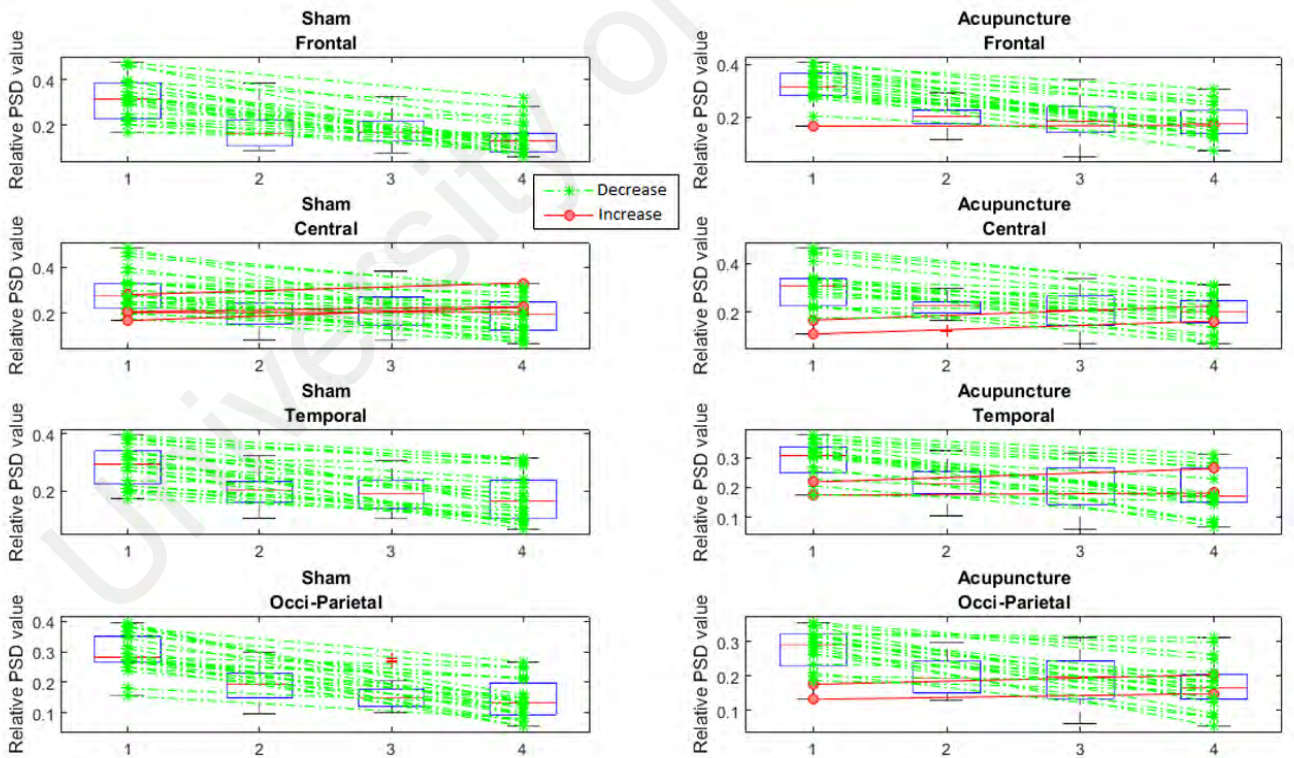 Sham
Frontal
Relative PSD value
0.4
0.2
1 2 3 4
Acupuncture
Frontal
Relative PSD value
0.4
0.2
1 2 3 4
Decrease
Increase
Sham
Central
Relative PSD value
0.4
0.2
1 2 3 4
Acupuncture
Central
Relative PSD value
0.4
0.2
1 2 3 4
Sham
Temporal
Relative PSD value
0.4
0.2
1 2 3 4
Acupuncture
Temporal
Relative PSD value
0.3
0.2
0.1
1 2 3 4
Sham
Occi-Parietal
Relative PSD value
0.4
0.3
0.2
0.1
1 2 3 4
Acupuncture
Occi-Parietal
Relative PSD value
0.3
0.2
0.1
1 2 3 4
University of